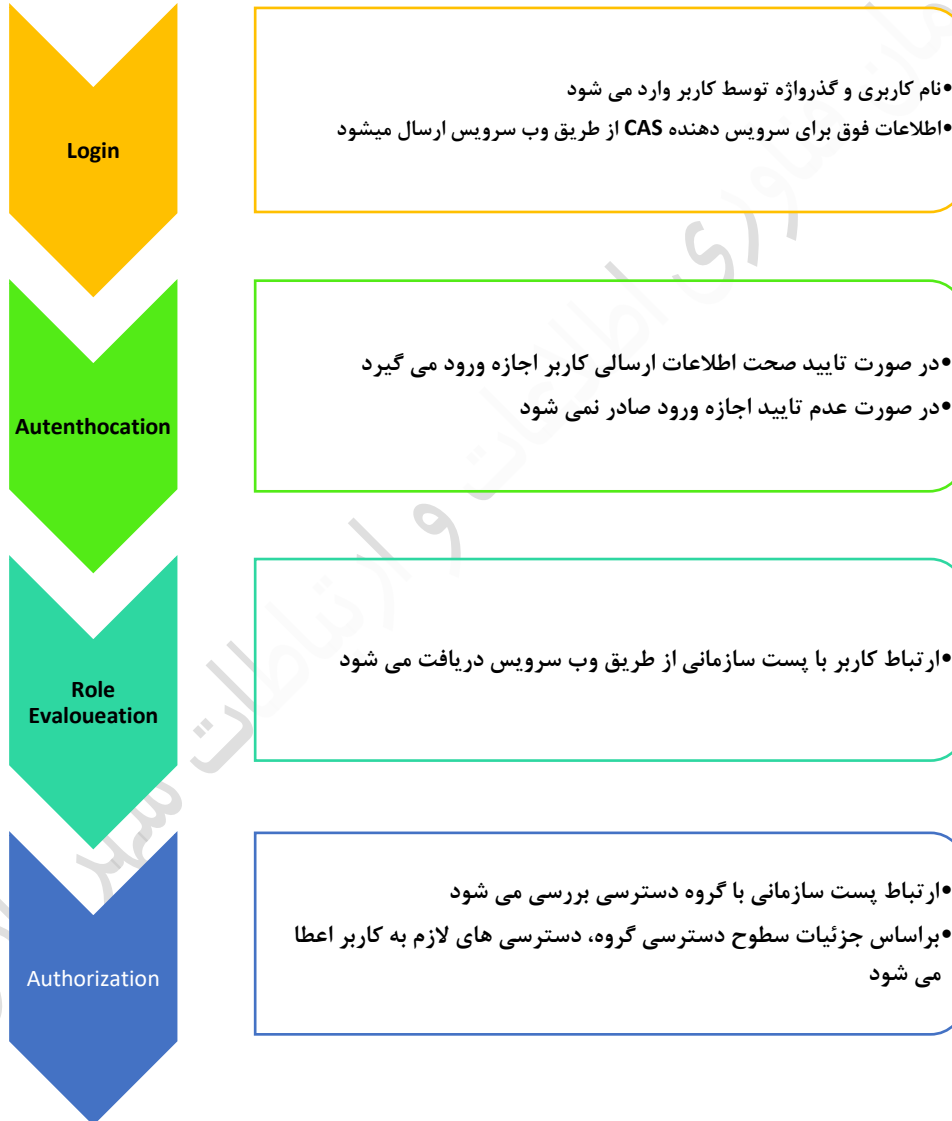 Login
•نام کاربری و گذرواژه توسط کاربر وارد می شود
•اطلاعات فوق برای سرویس دهنده CAS از طریق وب سرویس ارسال میشود
Autenthocation
•در صورت تایید صحت اطلاعات ارسالی کاربر اجازه ورود می گیرد
•در صورت عدم تایید اجازه ورود صادر نمی شود
Role
Evaloueation
•ارتباط کاربر با پست سازمانی از طریق وب سرویس دریافت می شود
Authorization
•ارتباط پست سازمانی با گروه دسترسی بررسی می شود
•براساس جزئیات سطوح دسترسی گروه، دسترسی های لازم به کاربر اعطا
می شود
فناوری اطلاعات و ارتباطات